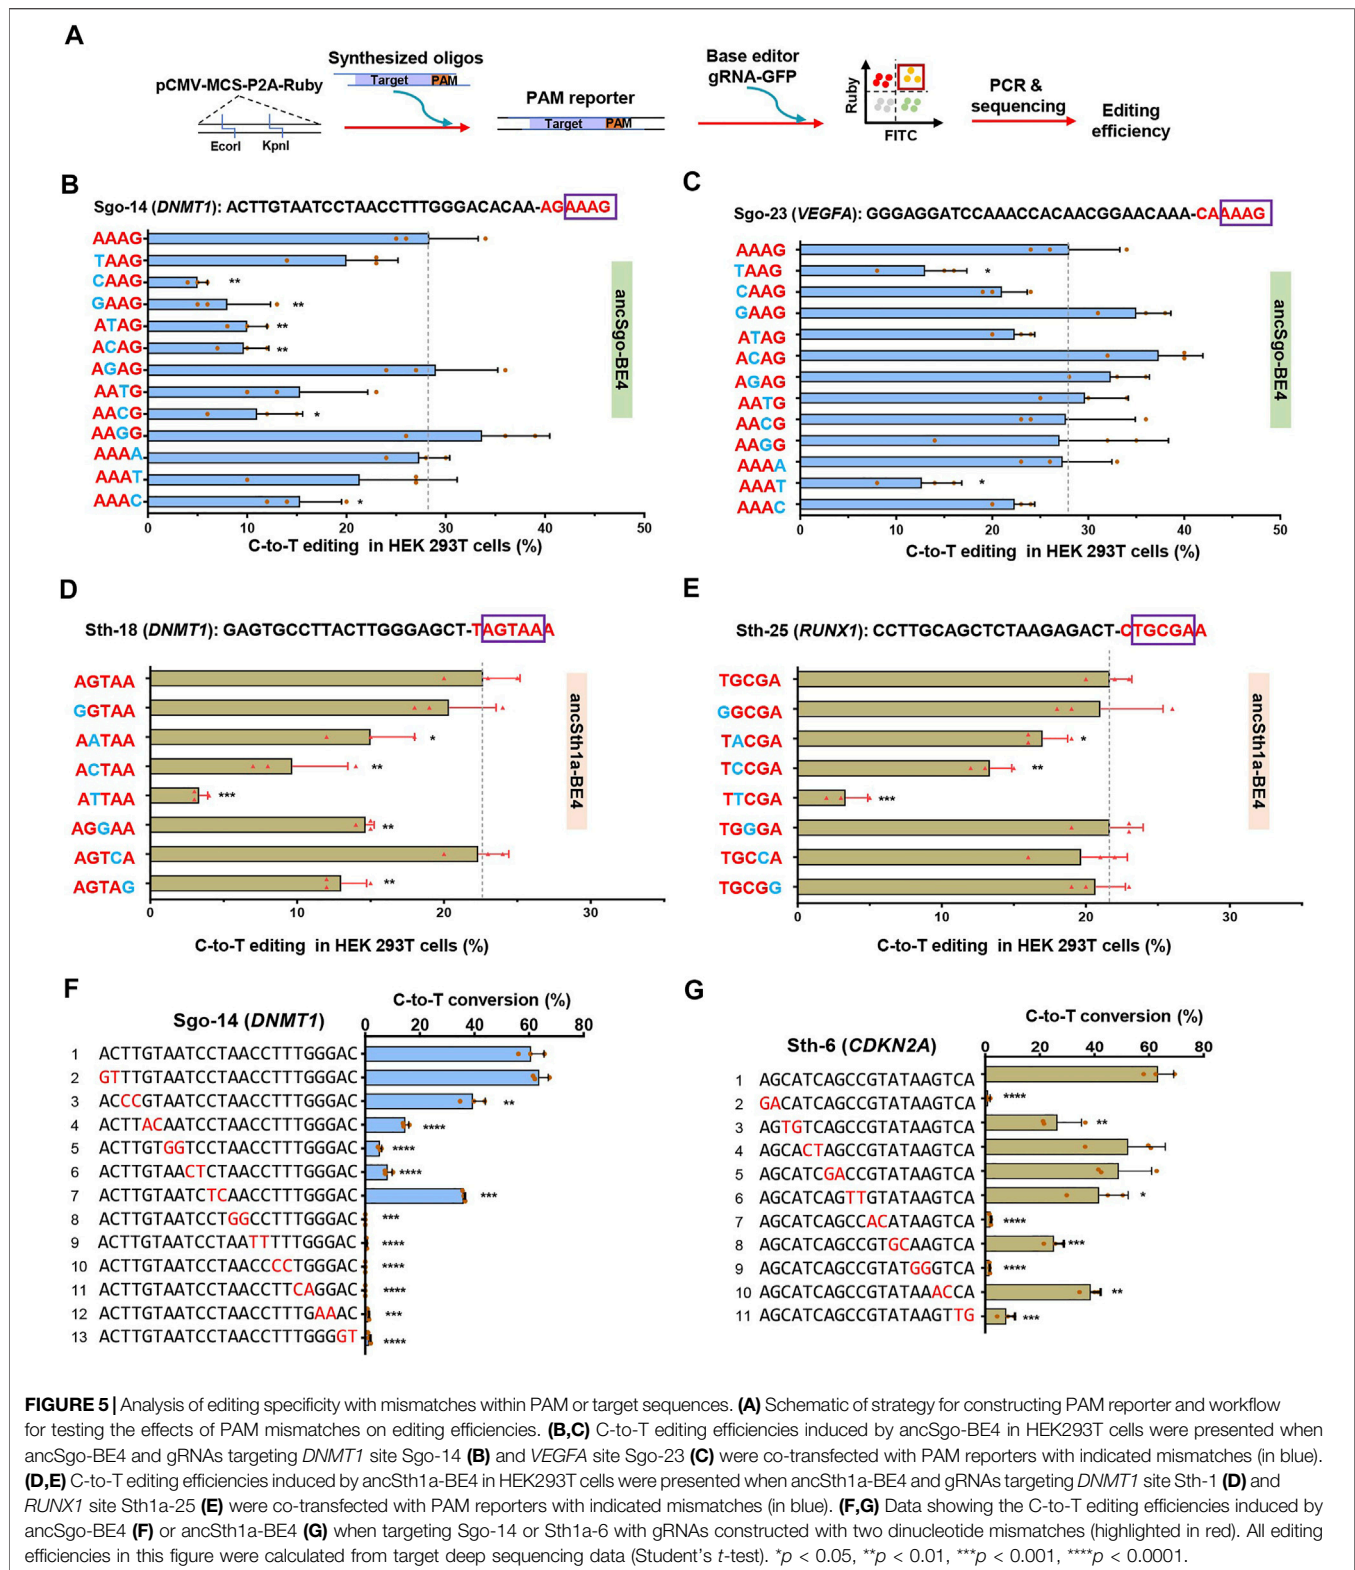 A
pCMV-MCS-P2A-Ruby
EcorI KpnI
Synthesized oligos
Target PAM
PAM reporter
Target PAM
Base editor
gRNA-GFP
Ruby
FITC
PCR &
sequencing
Editing
efficiency
B
Sgo-14 (DNMT1): ACTTGTAATCCTAACCTTTGGGACACAA-AGAAAG
AAAG
TAAG
CAAG **
GAAG **
ATAG **
ACAG **
AGAG
AATG
AACG *
AAGG
AAAA
AAAT
AAAC *
0 10 20 30 40 50
C-to-T editing in HEK 293T cells (%)
ancSgo-BE4
C
Sgo-23 (VEGFA): GGGAGGATCCAAACCACAACGGAACAAA-CAAAAG
AAAG
TAAG *
CAAG
GAAG
ATAG
ACAG
AGAG
AATG
AACG
AAGG
AAAA
AAAT *
AAAC
0 10 20 30 40 50
C-to-T editing in HEK 293T cells (%)
ancSgo-BE4
D
Sth-18 (DNMT1): GAGTGCCTTACTTGGGAGCT-TAGTAAA
AGTAA
GGTAA
AATAA *
ACTAA **
ATTAA ***
AGGAA **
AGTCA
AGTAG **
0 10 20 30
C-to-T editing in HEK 293T cells (%)
ancSth1a-BE4
E
Sth-25 (RUNX1): CCTTGCAGCTCTAAGAGACT-CTGCGAA
TGCGA
GGCGA
TACGA *
TCCGA **
TTCGA ***
TGGGA
TGCCA
TGCGG
0 10 20 30
C-to-T editing in HEK 293T cells (%)
ancSth1a-BE4
F
C-to-T conversion (%)
Sgo-14 (DNMT1) 0 20 40 60 80
1 ACTTGTAATCCTAACCTTTGGGAC
2 GTTTGTAATCCTAACCTTTGGGAC
3 ACCCGTAATCCTAACCTTTGGGAC **
4 ACTTACAATCCTAACCTTTGGGAC ****
5 ACTTGTGGTCCTAACCTTTGGGAC ****
6 ACTTGTAACTCTAACCTTTGGGAC ****
7 ACTTGTAATCTCAACCTTTGGGAC ***
8 ACTTGTAATCCTGGCCTTTGGGAC ***
9 ACTTGTAATCCTAATTTTTGGGAC ****
10 ACTTGTAATCCTAACCCCTGGGAC ****
11 ACTTGTAATCCTAACCTTCAGGAC ****
12 ACTTGTAATCCTAACCTTTGAAAC ***
13 ACTTGTAATCCTAACCTTTGGGGT ****
G
C-to-T conversion (%)
Sth-6 (CDKN2A) 0 20 40 60 80
1 AGCATCAGCCGTATAAGTCA
2 GACATCAGCCGTATAAGTCA ****
3 AGTGTCAGCCGTATAAGTCA **
4 AGCACTAGCCGTATAAGTCA
5 AGCATCGACCGTATAAGTCA
6 AGCATCAGTTGTATAAGTCA *
7 AGCATCAGCCACATAAGTCA ****
8 AGCATCAGCCGTGCAAGTCA ***
9 AGCATCAGCCGTATGGGTCA ****
10 AGCATCAGCCGTATAAACCA **
11 AGCATCAGCCGTATAAGTTG ***
FIGURE 5 | Analysis of editing specificity with mismatches within PAM or target sequences. (A) Schematic of strategy for constructing PAM reporter and workflow
for testing the effects of PAM mismatches on editing efficiencies. (B,C) C-to-T editing efficiencies induced by ancSgo-BE4 in HEK293T cells were presented when
ancSgo-BE4 and gRNAs targeting DNMT1 site Sgo-14 (B) and VEGFA site Sgo-23 (C) were co-transfected with PAM reporters with indicated mismatches (in blue).
(D,E) C-to-T editing efficiencies induced by ancSth1a-BE4 in HEK293T cells were presented when ancSth1a-BE4 and gRNAs targeting DNMT1 site Sth-1 (D) and
RUNX1 site Sth1a-25 (E) were co-transfected with PAM reporters with indicated mismatches (in blue). (F,G) Data showing the C-to-T editing efficiencies induced by
ancSgo-BE4 (F) or ancSth1a-BE4 (G) when targeting Sgo-14 or Sth1a-6 with gRNAs constructed with two dinucleotide mismatches (highlighted in red). All editing
efficiencies in this figure were calculated from target deep sequencing data (Student's t-test). *p < 0.05, **p < 0.01, ***p < 0.001, ****p < 0.0001.